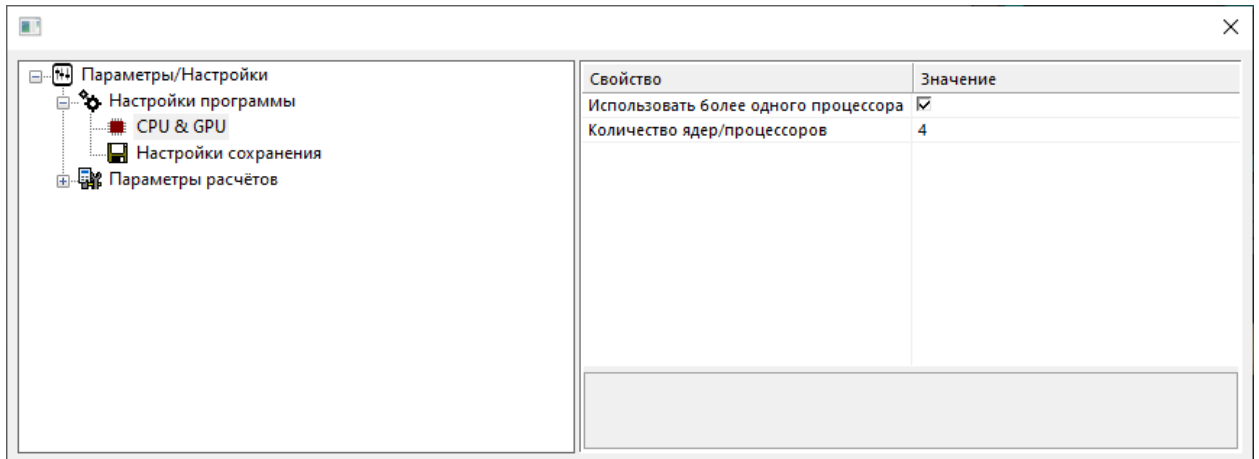 Параметры/Настройки
Настройки программы
CPU & GPU
Настройки сохранения
Параметры расчётов
Свойство Значение
Использовать более одного процессора
Количество ядер/процессоров 4